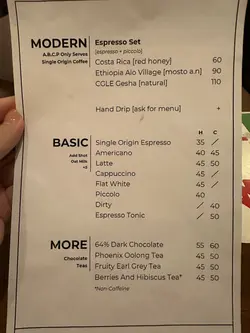 MODERN
A.B.C.P Only Serves
Single Origin Coffee
Espresso Set
[espresso + piccolo]
Costa Rica [red honey] 60
Ethiopia Alo Village [mosto a.n] 90
CGLE Gesha [natural] 110
Hand Drip [ask for menu] +
BASIC
Add Shot
Oat Milk
H C
Single Origin Espresso 35 /
Americano 40 45
Latte 45 50
Cappucino 45 /
Flat White 45 /
Piccolo 40
Dirty / 40
Espresso Tonic / 50
MORE
Chocolate
Teas
64% Dark Chocolate 55 60
Phoenix Oolong Tea 45 50
Fruity Earl Grey Tea 45 50
Berries And Hibiscus Tea* 45 50
*Non-Caffeine